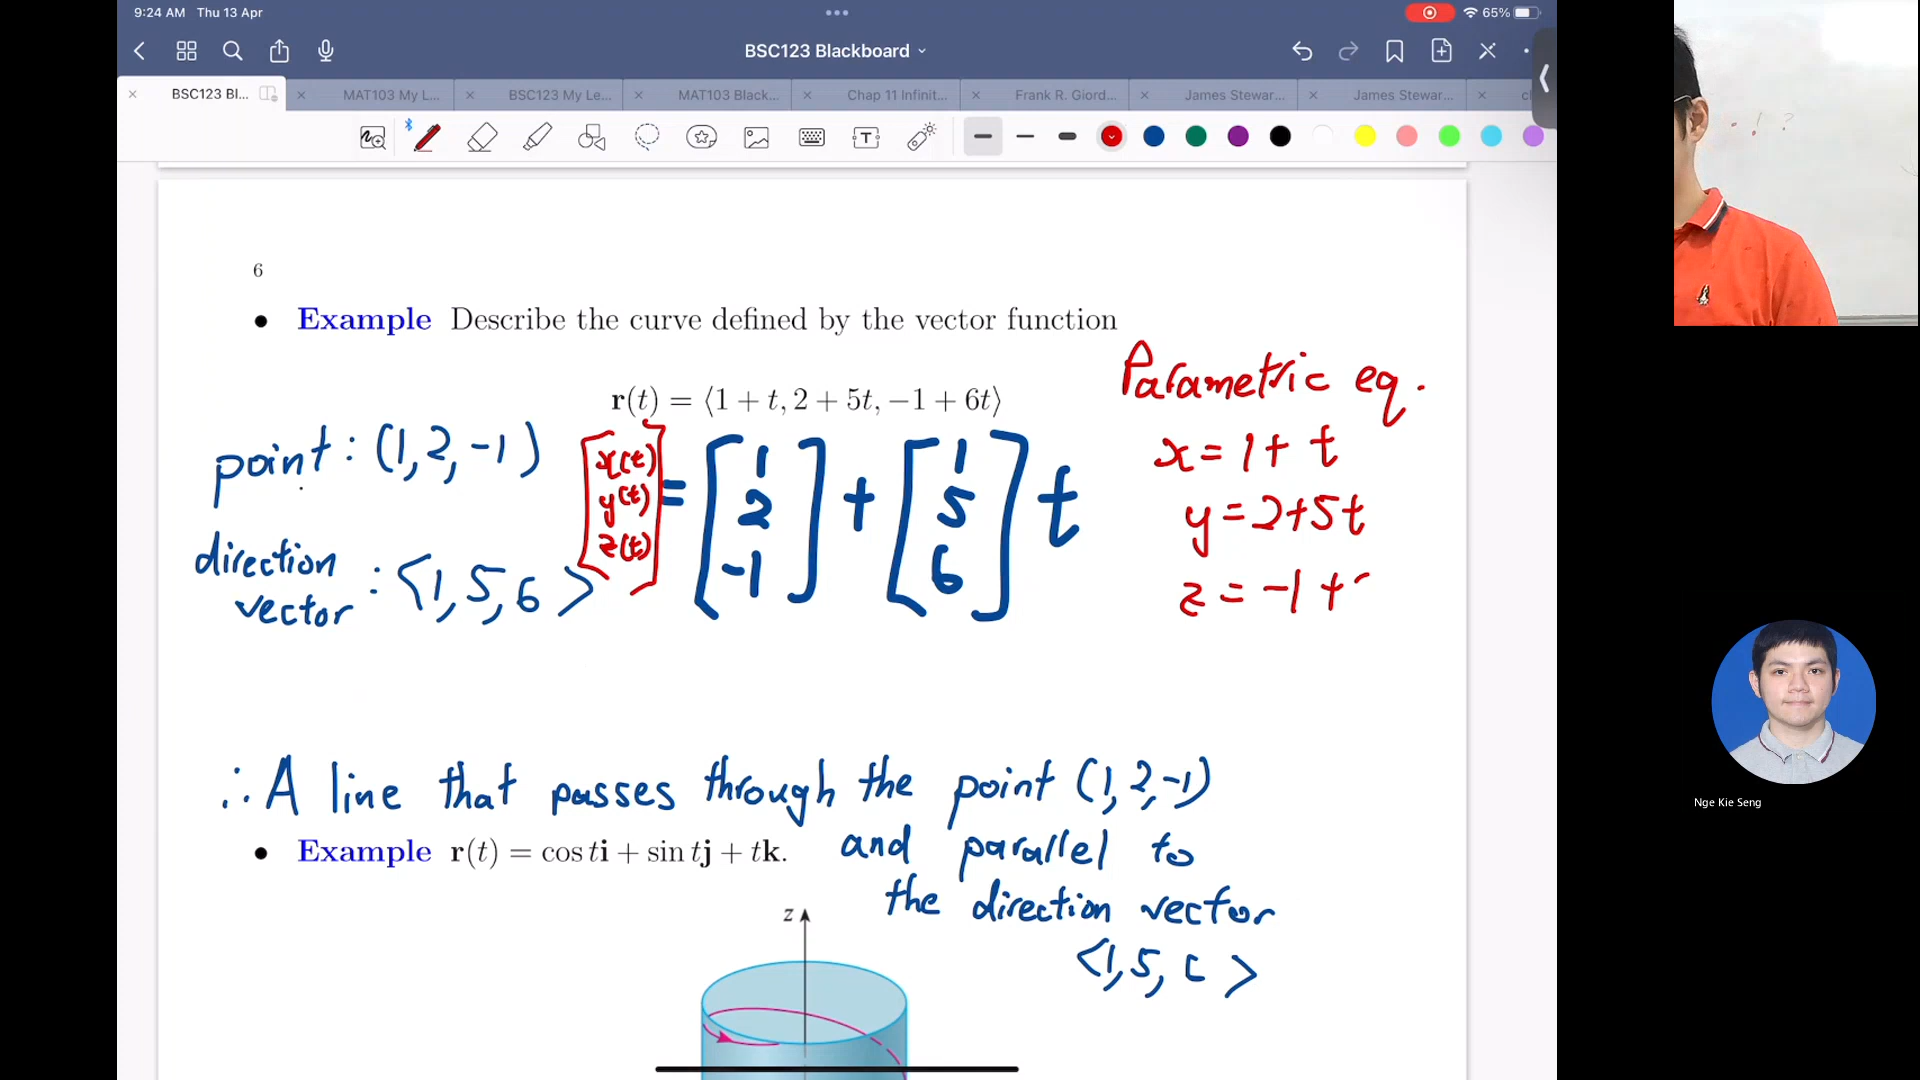 9:24 AM Thu 13 Apr
65%
BSC123 Blackboard
BSC123 Bl...
MAT103 My L...
BSC123 My Le...
MAT103 Black...
Chap 11 Infinit...
Frank R. Giord...
James Stewar...
James Stewar...
6
• Example Describe the curve defined by the vector function
r(t) = ⟨1 + t, 2 + 5t, −1 + 6t⟩
Parametric eq.
x = 1 + t
y = 2+5t
z = -1 +
point : (1, 2, -1)
direction vector : <1, 5, 6>
[x(t) y(t) z(t)] = [1 2 -1] + [1 5 6] t
∴ A line that passes through the point (1, 2, -1)
and parallel to
the direction vector
<1, 5, >
• Example r(t) = cos ti + sin tj + tk.
z
Nge Kie Seng